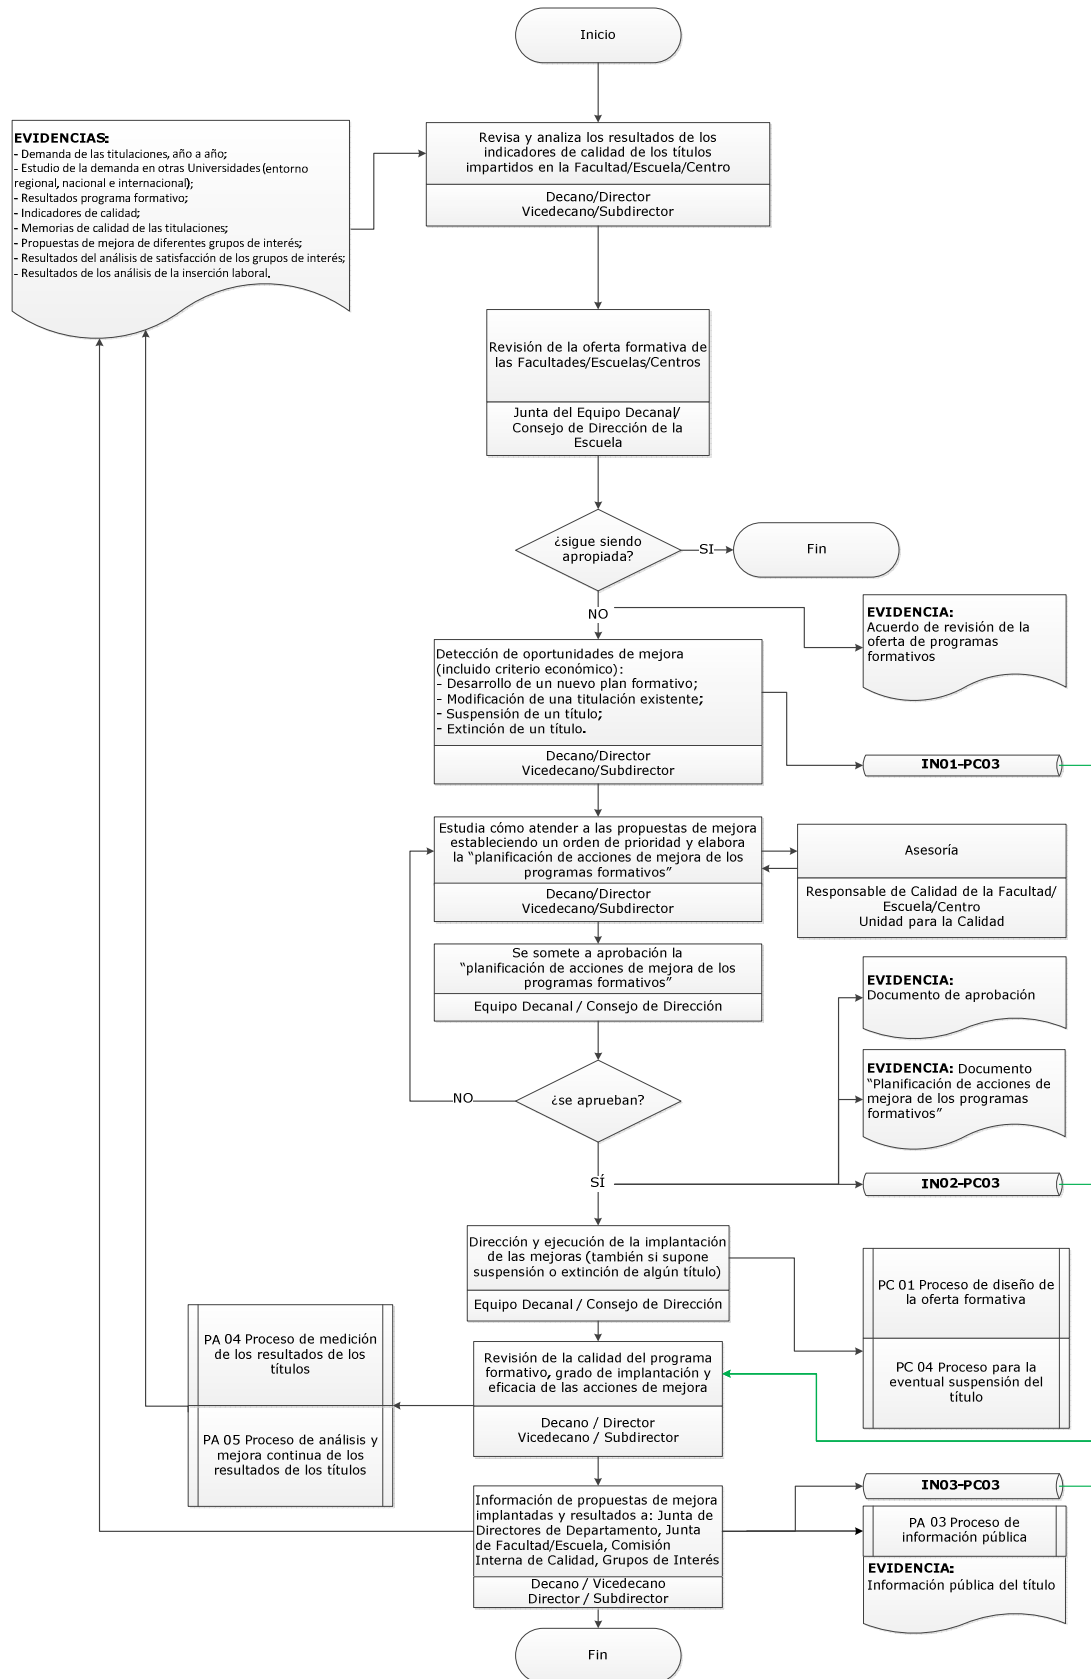 Inicio
EVIDENCIAS:
- Demanda de las titulaciones, año a año;
- Estudio de la demanda en otras Universidades (entorno
regional, nacional e internacional);
- Resultados programa formativo;
- Indicadores de calidad;
- Memorias de calidad de las titulaciones;
- Propuestas de mejora de diferentes grupos de interés;
- Resultados del análisis de satisfacción de los grupos de interés;
- Resultados de los análisis de la inserción laboral.
Revisa y analiza los resultados de los
indicadores de calidad de los títulos
impartidos en la Facultad/Escuela/Centro
Decano/Director
Vicedecano/Subdirector
Revisión de la oferta formativa de
las Facultades/Escuelas/Centros
Junta del Equipo Decanal/
Consejo de Dirección de la
Escuela
¿sigue siendo
apropiada?
SI
Fin
NO
EVIDENCIA:
Acuerdo de revisión de la
oferta de programas
formativos
Detección de oportunidades de mejora
(incluido criterio económico):
- Desarrollo de un nuevo plan formativo;
- Modificación de una titulación existente;
- Suspensión de un título;
- Extinción de un título.
Decano/Director
Vicedecano/Subdirector
IN01-PC03
Estudia cómo atender a las propuestas de mejora
estableciendo un orden de prioridad y elabora
la “planificación de acciones de mejora de los
programas formativos”
Decano/Director
Vicedecano/Subdirector
Asesoría
Responsable de Calidad de la Facultad/
Escuela/Centro
Unidad para la Calidad
Se somete a aprobación la
“planificación de acciones de mejora de los
programas formativos”
Equipo Decanal / Consejo de Dirección
EVIDENCIA:
Documento de aprobación
EVIDENCIA: Documento
“Planificación de acciones de
mejora de los programas
formativos”
¿se aprueban?
NO
SÍ
IN02-PC03
Dirección y ejecución de la implantación
de las mejoras (también si supone
suspensión o extinción de algún título)
Equipo Decanal / Consejo de Dirección
PC 01 Proceso de diseño de
la oferta formativa
PC 04 Proceso para la
eventual suspensión del
título
PA 04 Proceso de medición
de los resultados de los
títulos
PA 05 Proceso de análisis y
mejora continua de los
resultados de los títulos
Revisión de la calidad del programa
formativo, grado de implantación y
eficacia de las acciones de mejora
Decano / Director
Vicedecano / Subdirector
Información de propuestas de mejora
implantadas y resultados a: Junta de
Directores de Departamento, Junta
de Facultad/Escuela, Comisión
Interna de Calidad, Grupos de Interés
Decano / Vicedecano
Director / Subdirector
IN03-PC03
PA 03 Proceso de
información pública
EVIDENCIA:
Información pública del título
Fin